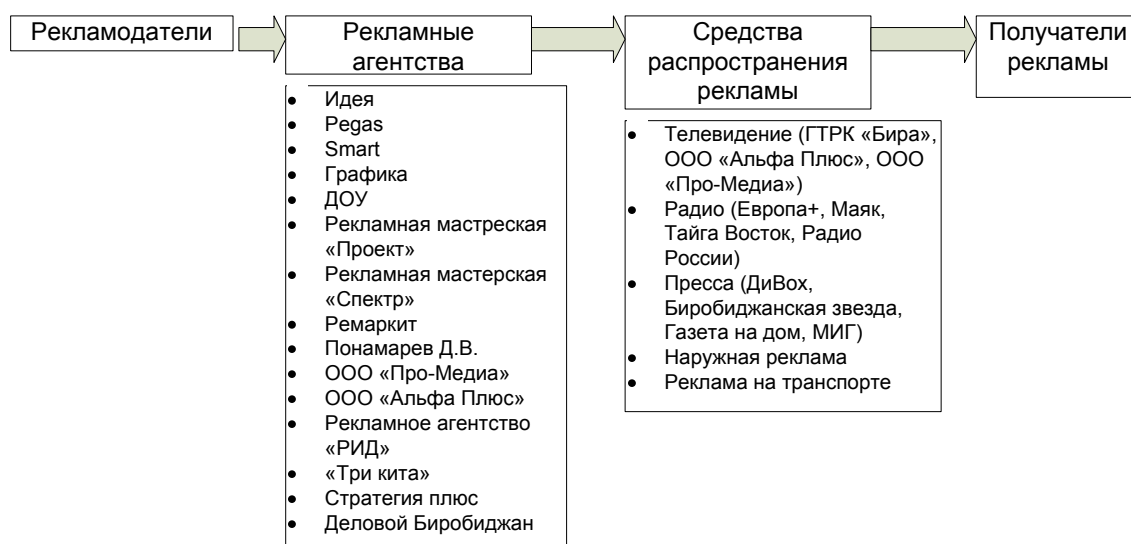 Рекламодатели
Рекламные
агентства
Средства
распространения
рекламы
Получатели
рекламы
• Идея
• Pegas
• Smart
• Графика
• ДОУ
• Рекламная мастреская
«Проект»
• Рекламная мастерская
«Спектр»
• Ремаркит
• Понамарев Д.В.
• ООО «Про-Медиа»
• ООО «Альфа Плюс»
• Рекламное агентство
«РИД»
• «Три кита»
• Стратегия плюс
• Деловой Биробиджан
• Телевидение (ГТРК «Бира»,
ООО «Альфа Плюс», ООО
«Про-Медиа»)
• Радио (Европа+, Маяк,
Тайга Восток, Радио
России)
• Пресса (ДиВох,
Биробиджанская звезда,
Газета на дом, МИГ)
• Наружная реклама
• Реклама на транспорте